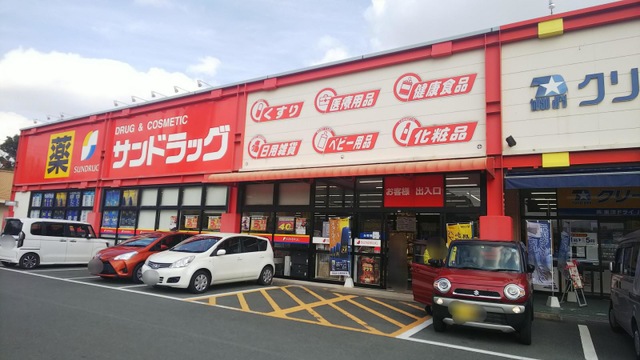 薬
SUNDRUG
DRUG & COSMETIC
サンドラッグ
くすり
医療用品
健康食品
日用雑貨
ベビー用品
化粧品
お客様 出入口
クリ